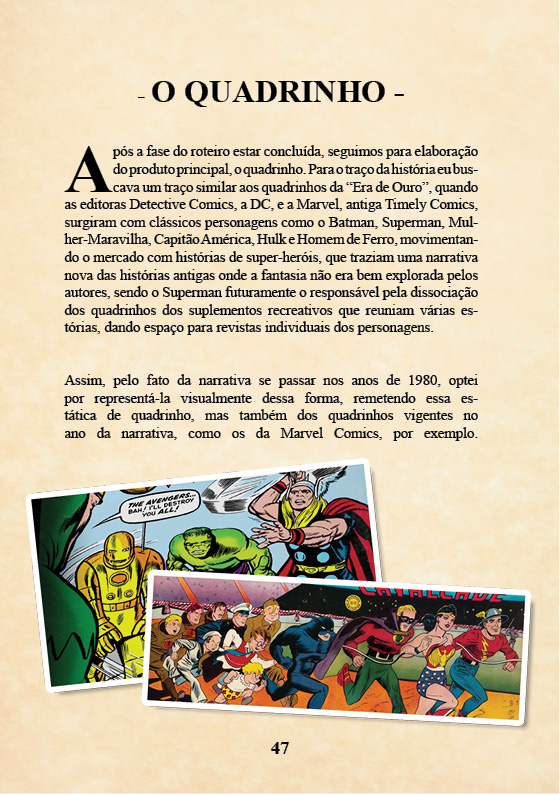 - O QUADRINHO -
Após a fase do roteiro estar concluída, seguimos para elaboração
do produto principal, o quadrinho. Para o traço da história eu bus-
cava um traço similar aos quadrinhos da “Era de Ouro”, quando
as editoras Detective Comics, a DC, e a Marvel, antiga Timely Comics,
surgiram com clássicos personagens como o Batman, Superman, Mul-
her-Maravilha, Capitão América, Hulk e Homem de Ferro, movimentan-
do o mercado com histórias de super-heróis, que traziam uma narrativa
nova das histórias antigas onde a fantasia não era bem explorada pelos
autores, sendo o Superman futuramente o responsável pela dissociação
dos quadrinhos dos suplementos recreativos que reuniam várias es-
tórias, dando espaço para revistas individuais dos personagens.
Assim, pelo fato da narrativa se passar nos anos de 1980, optei
por representá-la visualmente dessa forma, remetendo essa es-
tática de quadrinho, mas também dos quadrinhos vigentes no
ano da narrativa, como os da Marvel Comics, por exemplo.
THE AVENGERS...
BAH! I'LL DESTROY
YOU ALL!
CAVALCADE
47